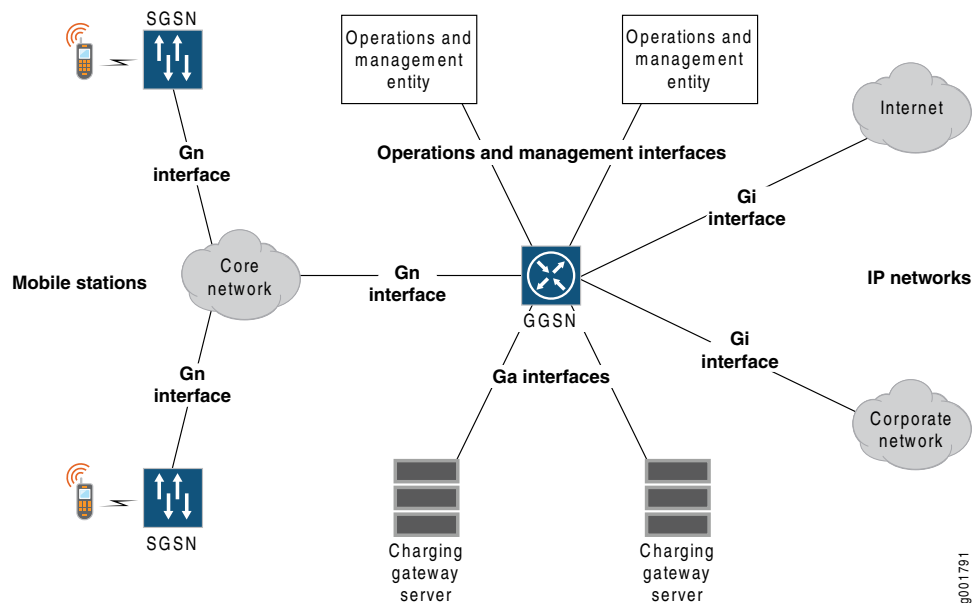 SGSN
Operations and
management
entity
Operations and
management
entity
Internet
Gn
interface
Operations and management interfaces
Gi
interface
Mobile stations
Core
network
Gn
interface
GGSN
IP networks
Gi
interface
Gn
interface
Ga interfaces
Corporate
network
SGSN
Charging
gateway
server
Charging
gateway
server
g001791